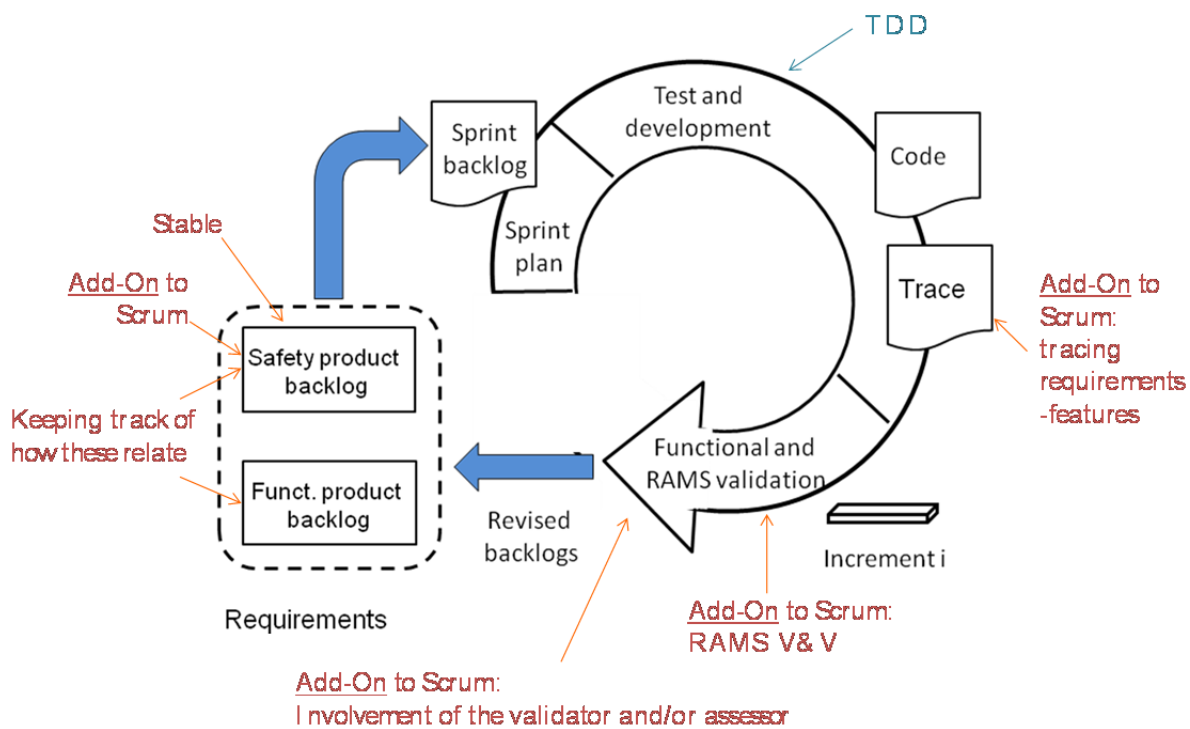 TDD
Test and
development
Sprint
backlog
Code
Sprint
plan
Stable
Add-On to
Scrum
Trace
Add-On to
Scrum:
tracing
requirements
-features
Safety product
backlog
Keeping track of
how these relate
Functional and
RAMS validation
Funct. product
backlog
Revised
backlogs
Increment i
Requirements
Add-On to Scrum:
RAMS V& V
Add-On to Scrum:
Involvement of the validator and/or assessor